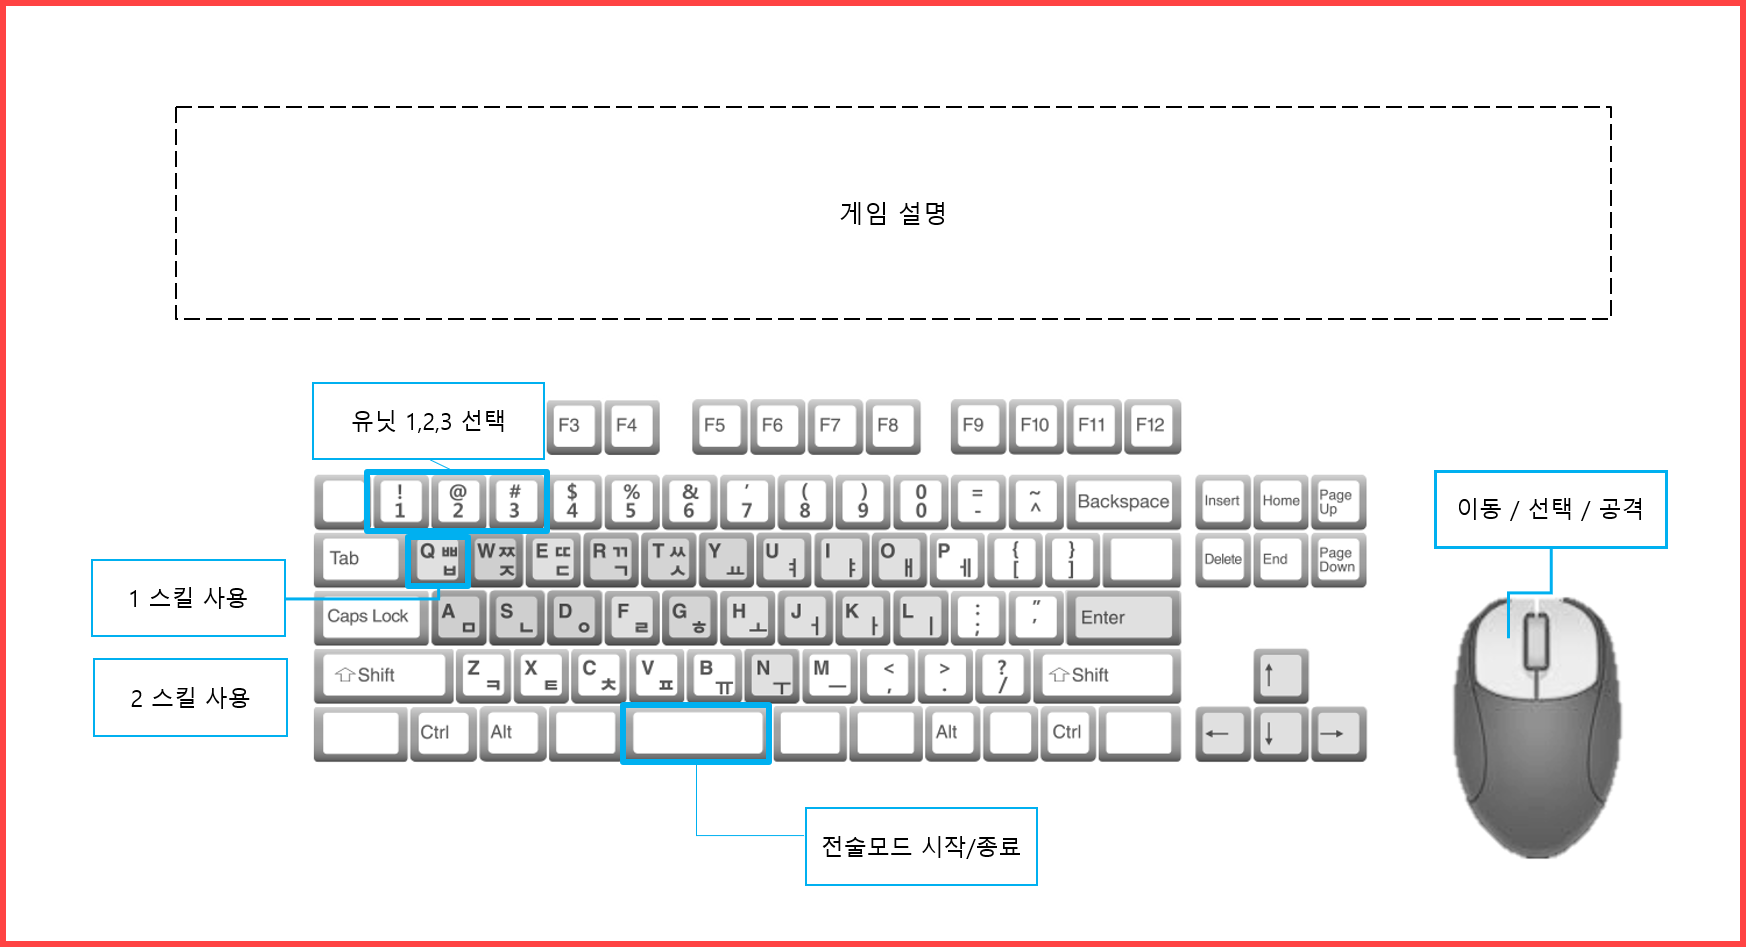 게임 설명
유닛 1,2,3 선택
F3 F4 F5 F6 F7 F8 F9 F10 F11 F12
! 1 @ 2 # 3 $ 4 % 5 & 6 ′ 7 ( 8 ) 9 0 0 = - ~ ^ Backspace Insert Home Page Up
이동 / 선택 / 공격
Tab Q ㅃ ㅂ W ㅉ ㅈ E ㄸ ㄷ R ㄲ ㄱ T ㅆ ㅅ Y ㅛ U ㅕ I ㅑ O ㅐ P ㅔ { [ } ] Delete End Page Down
1 스킬 사용
Caps Lock A ㅁ S ㄴ D ㅇ F ㄹ G ㅎ H ㅗ J ㅓ K ㅏ L ㅣ : ; ″ ′ Enter
2 스킬 사용
⇧Shift Z ㅋ X ㅌ C ㅊ V ㅍ B ㅠ N ㅜ M ㅡ < , > . ? / ⇧Shift ↑
Ctrl Alt Alt Ctrl ← ↓ →
전술모드 시작/종료